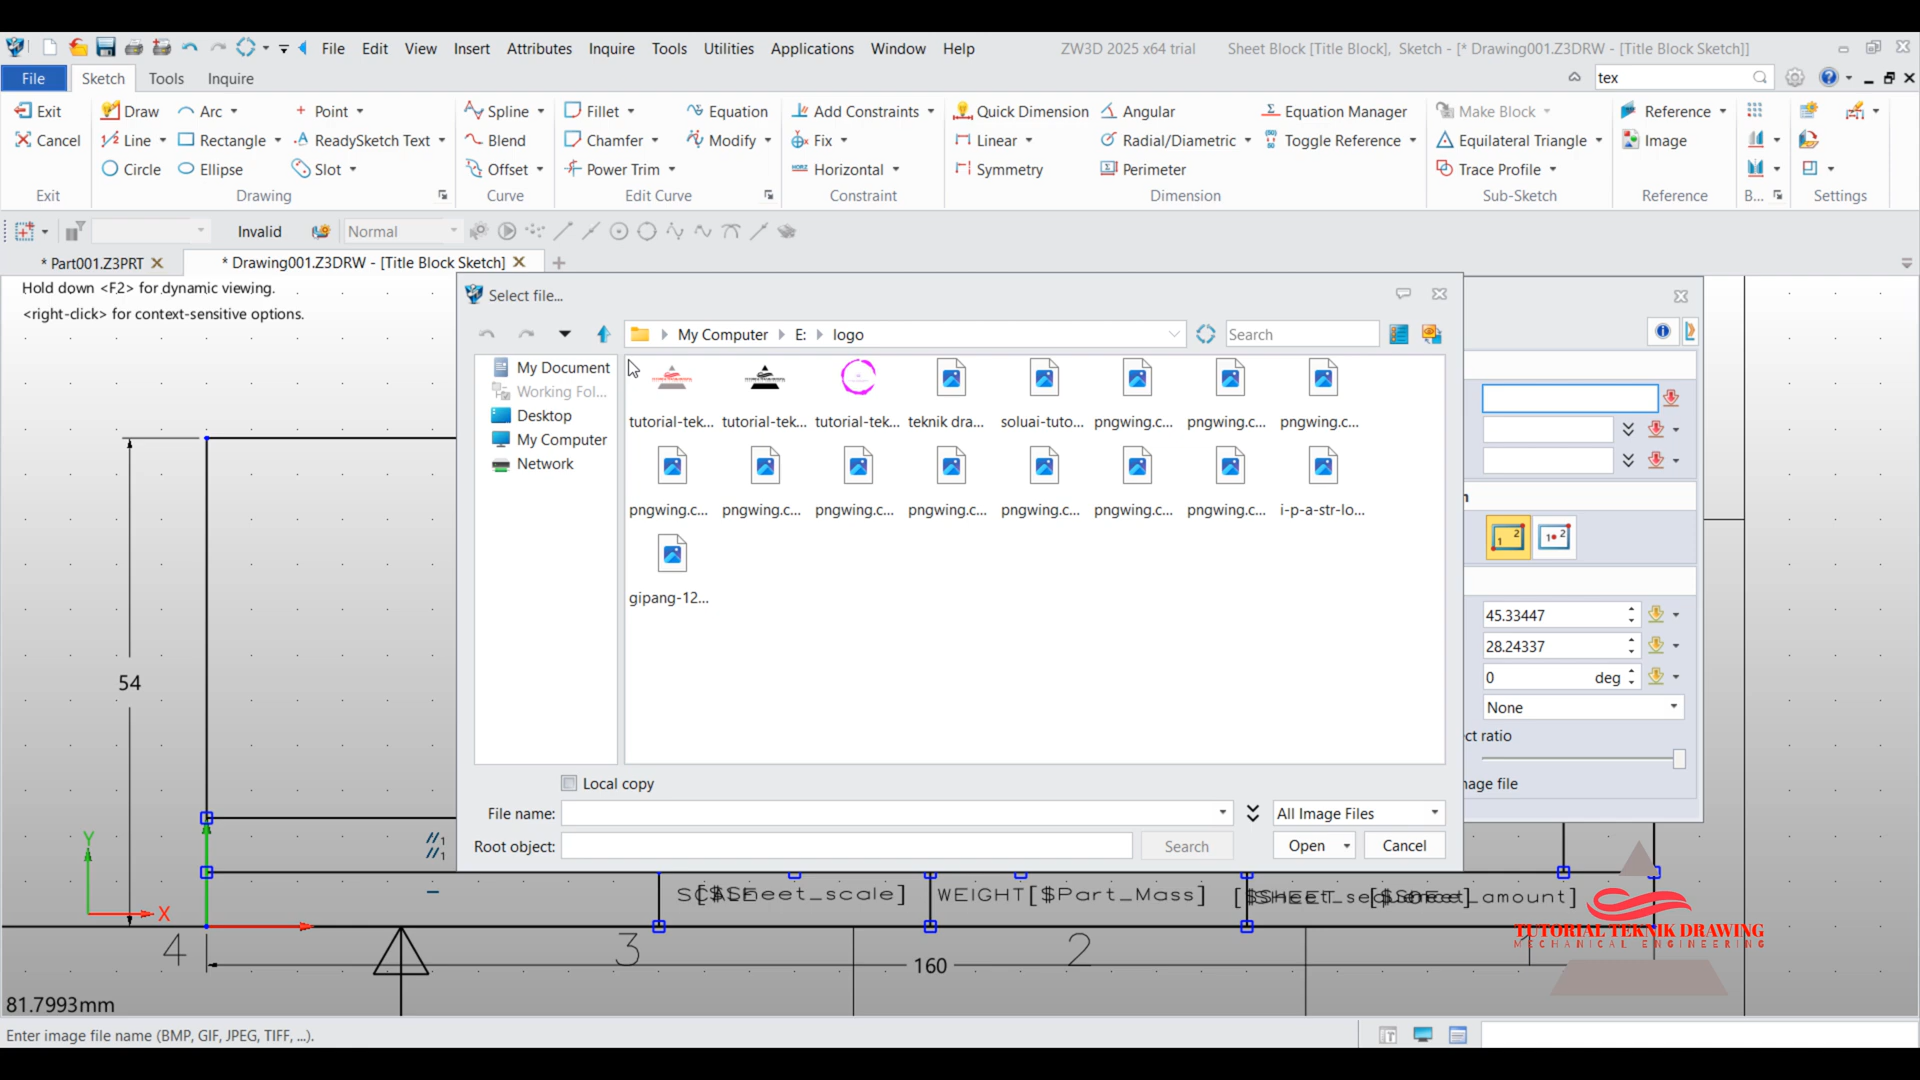 File Edit View Insert Attributes Inquire Tools Utilities Applications Window Help ZW3D 2025 x64 trial Sheet Block [Title Block], Sketch - [* Drawing001.Z3DRW - [Title Block Sketch]]
File Sketch Tools Inquire tex
Exit Draw Arc Point Spline Fillet Equation Add Constraints Quick Dimension Angular Equation Manager Make Block Reference
Cancel Line Rectangle ReadySketch Text Blend Chamfer Modify Fix Linear Radial/Diametric Toggle Reference Equilateral Triangle Image
Circle Ellipse Slot Offset Power Trim Horizontal Symmetry Perimeter Trace Profile
Exit Drawing Curve Edit Curve Constraint Dimension Sub-Sketch Reference B... Settings
Invalid Normal
* Part001.Z3PRT * Drawing001.Z3DRW - [Title Block Sketch]
Hold down <F2> for dynamic viewing.
<right-click> for context-sensitive options.
Select file...
My Computer E: logo Search
My Document
Working Fol...
Desktop
My Computer
Network
tutorial-tek... tutorial-tek... tutorial-tek... teknik dra... soluai-tuto... pngwing.c... pngwing.c... pngwing.c...
pngwing.c... pngwing.c... pngwing.c... pngwing.c... pngwing.c... pngwing.c... pngwing.c... i-p-a-str-lo...
gipang-12...
Local copy
File name: All Image Files
Root object: Search Open Cancel
45.33447
28.24337
0 deg
None
ct ratio
nage file
54
[$Sheet_scale] WEIGHT[$Part_Mass]
4 3 2
160
TUTORIAL TEKNIK DRAWING
MECHANICAL ENGINEERING
Y
X
81.7993mm
Enter image file name (BMP, GIF, JPEG, TIFF, ...).